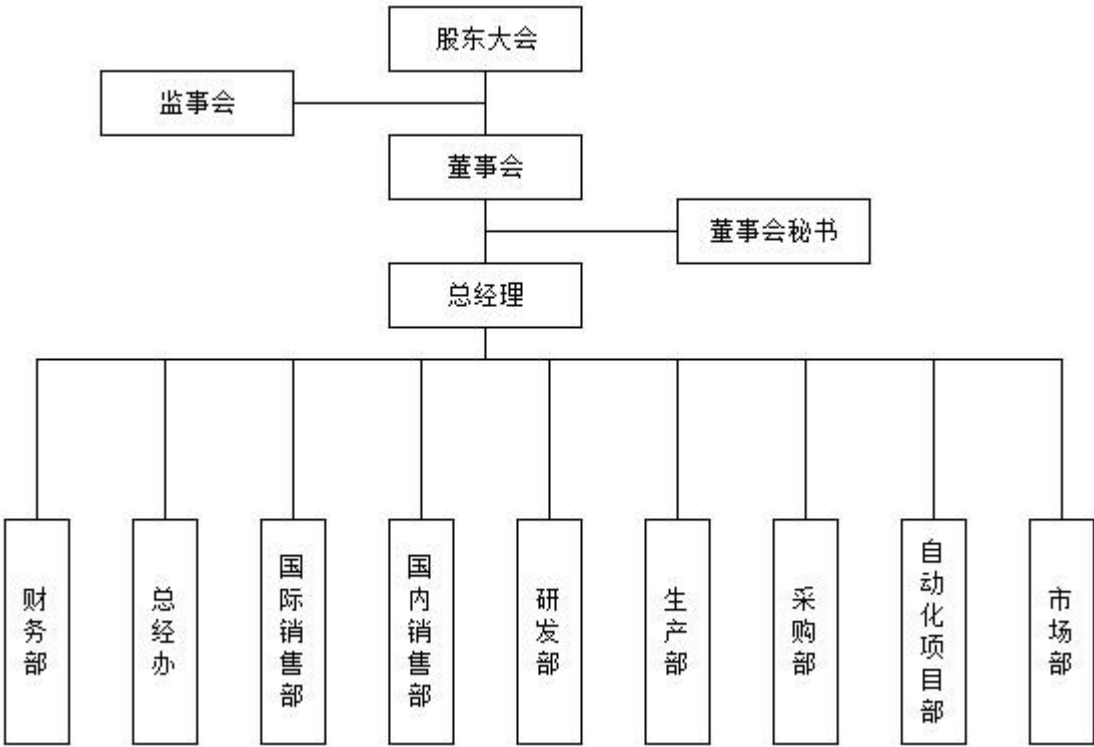 股东大会
监事会
董事会
董事会秘书
总经理
财务部
总经办
国际销售部
国内销售部
研发部
生产部
采购部
自动化项目部
市场部